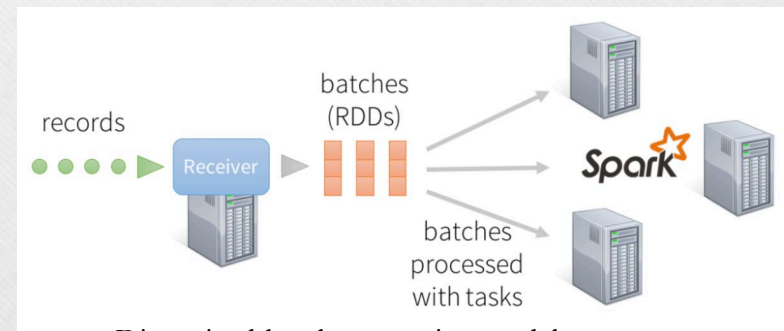 records
Receiver
batches
(RDDs)
Spark
batches
processed
with tasks